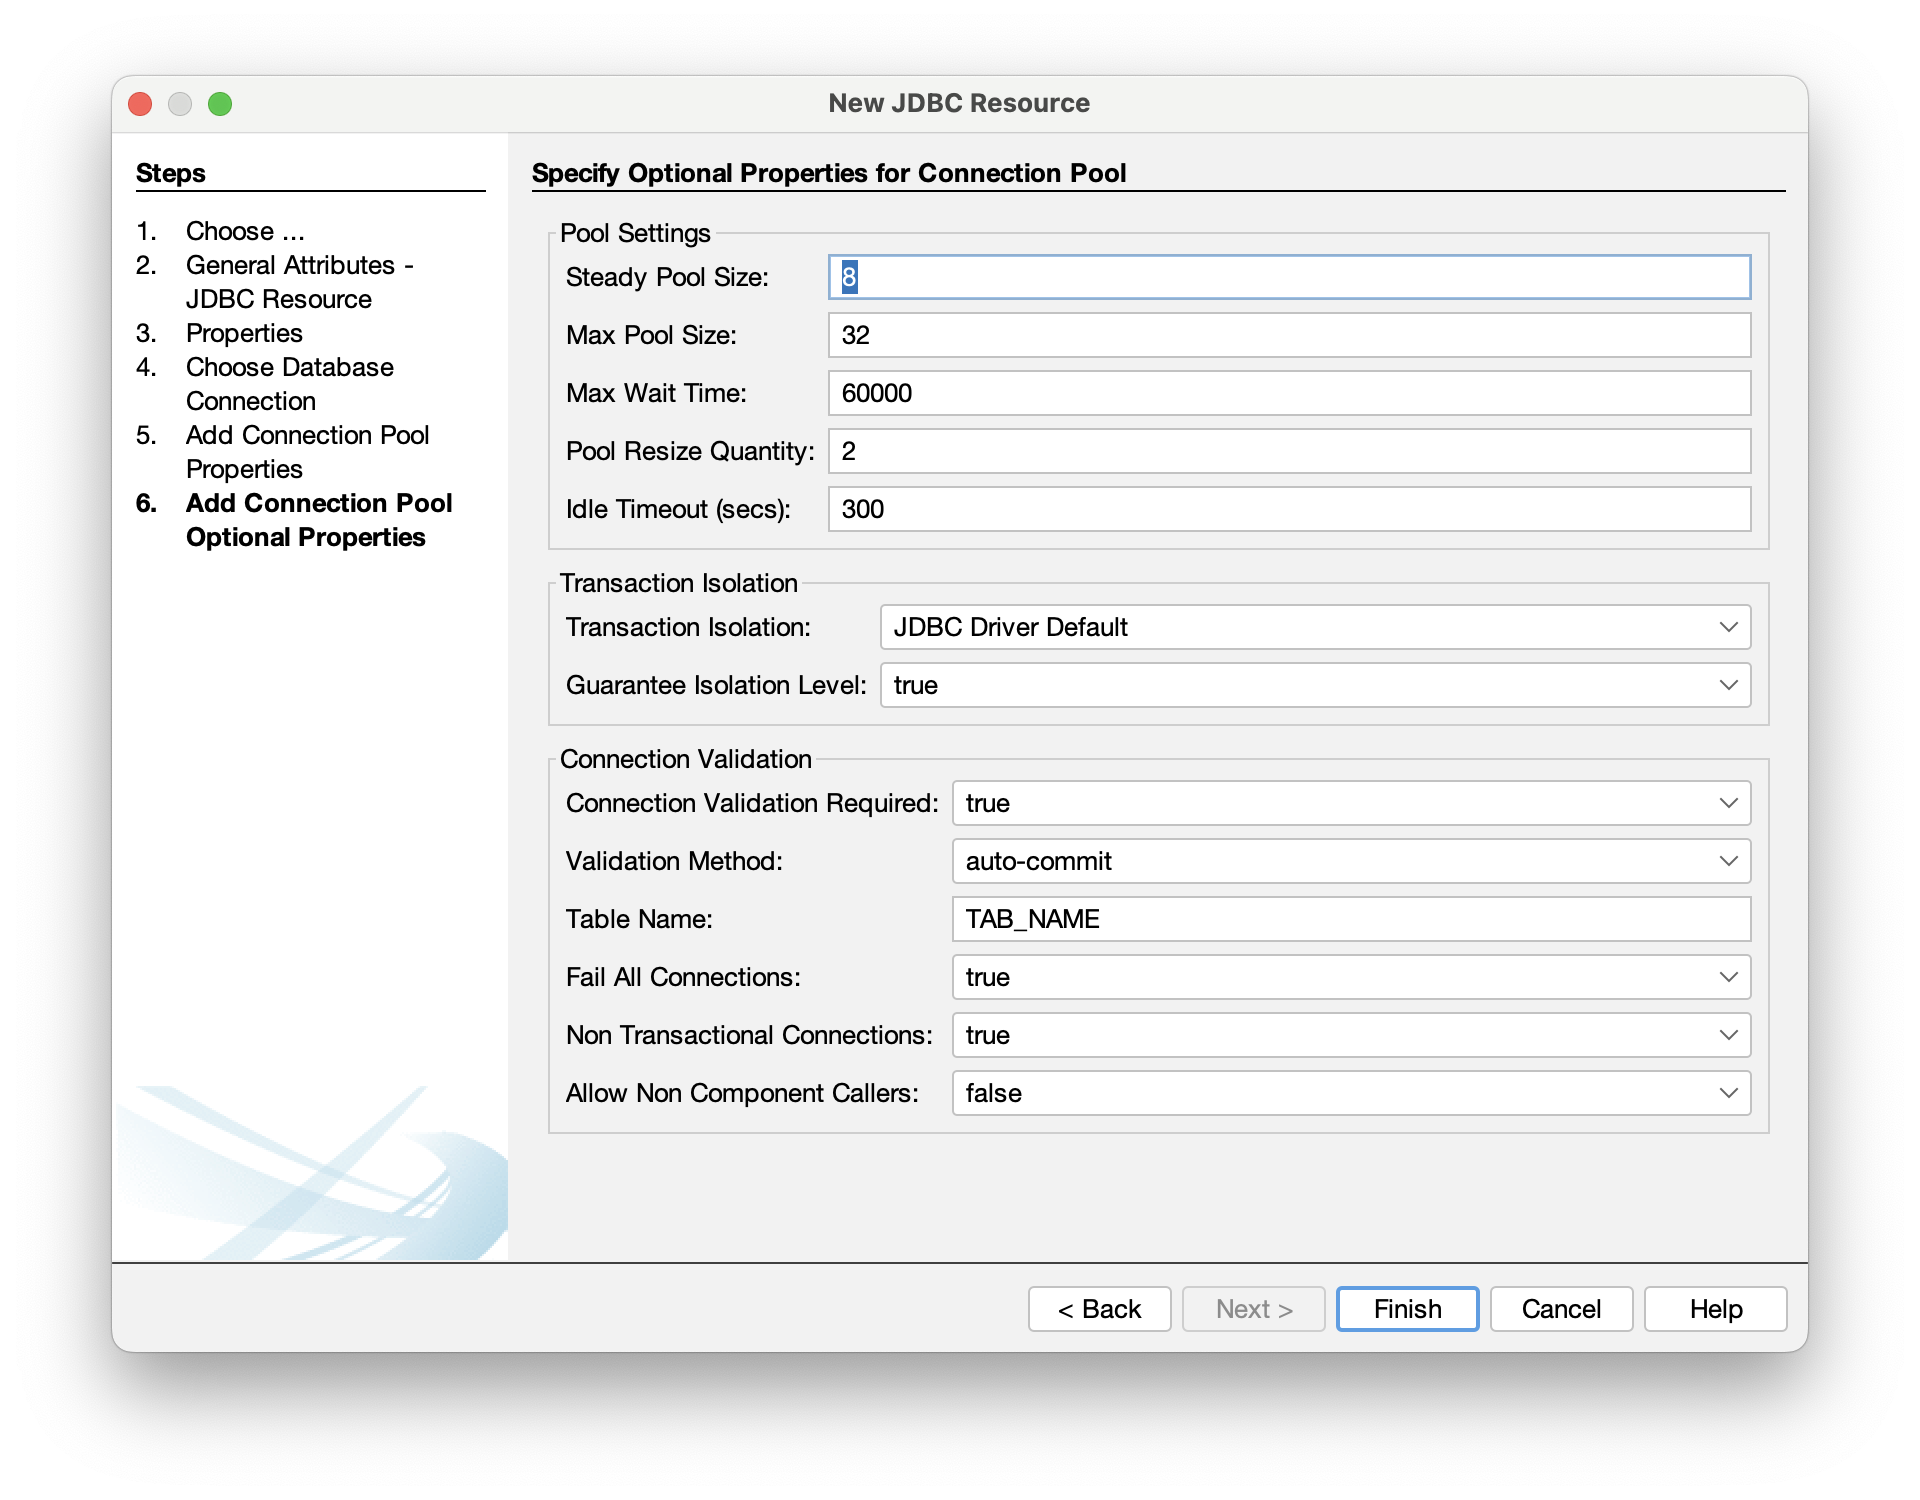 New JDBC Resource
Steps
1. Choose ...
2. General Attributes -
JDBC Resource
3. Properties
4. Choose Database
Connection
5. Add Connection Pool
Properties
6. Add Connection Pool
Optional Properties
Specify Optional Properties for Connection Pool
Pool Settings
Steady Pool Size: 8
Max Pool Size: 32
Max Wait Time: 60000
Pool Resize Quantity: 2
Idle Timeout (secs): 300
Transaction Isolation
Transaction Isolation: JDBC Driver Default
Guarantee Isolation Level: true
Connection Validation
Connection Validation Required: true
Validation Method: auto-commit
Table Name: TAB_NAME
Fail All Connections: true
Non Transactional Connections: true
Allow Non Component Callers: false
< Back Next > Finish Cancel Help